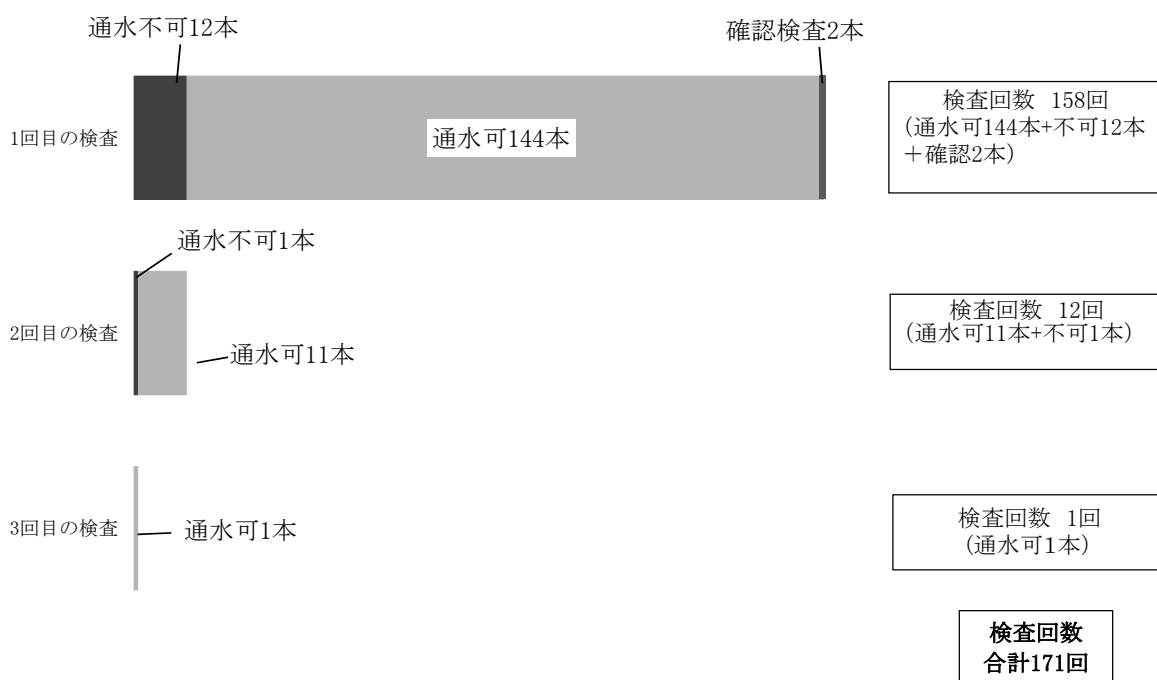 通水不可12本
確認検査2本
1回目の検査
通水可144本
検査回数 158回
(通水可144本+不可12本
+確認2本)
通水不可1本
2回目の検査
通水可11本
検査回数 12回
(通水可11本+不可1本)
3回目の検査
通水可1本
検査回数 1回
(通水可1本)
検査回数
合計171回